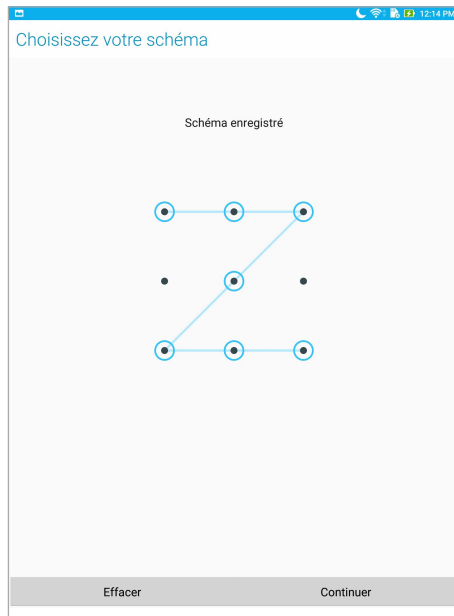 12:14 PM
Choisissez votre schéma
Schéma enregistré
Effacer
Continuer